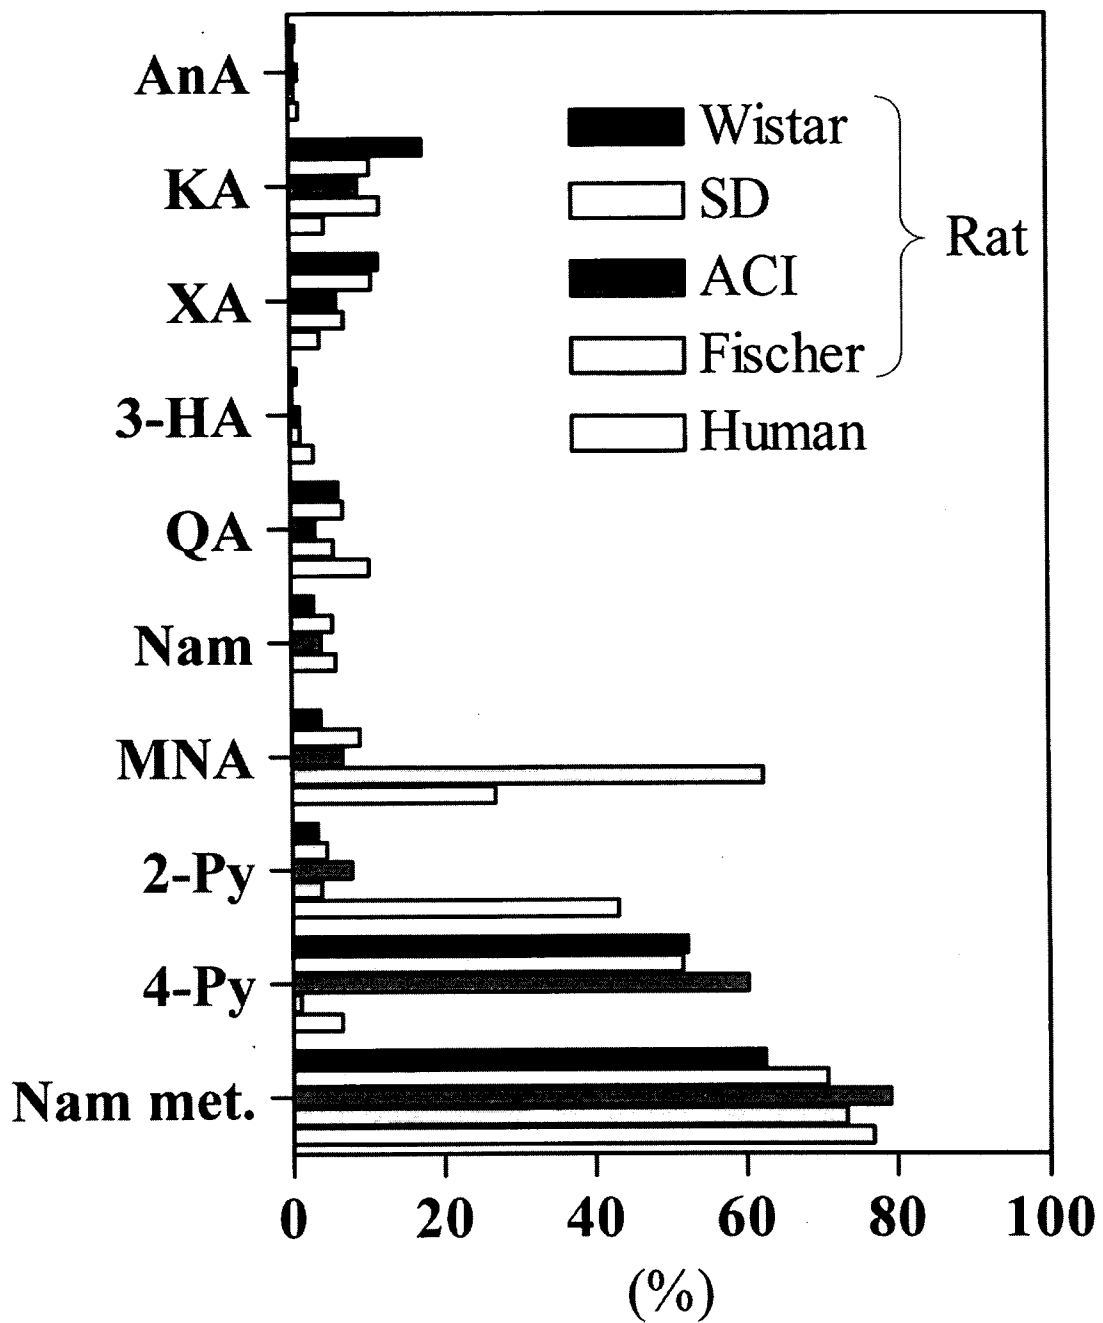 AnA
KA
XA
3-HA
QA
Nam
MNA
2-Py
4-Py
Nam met.
Wistar
SD
ACI
Fischer
Human
Rat
0 20 40 60 80 100
(%)